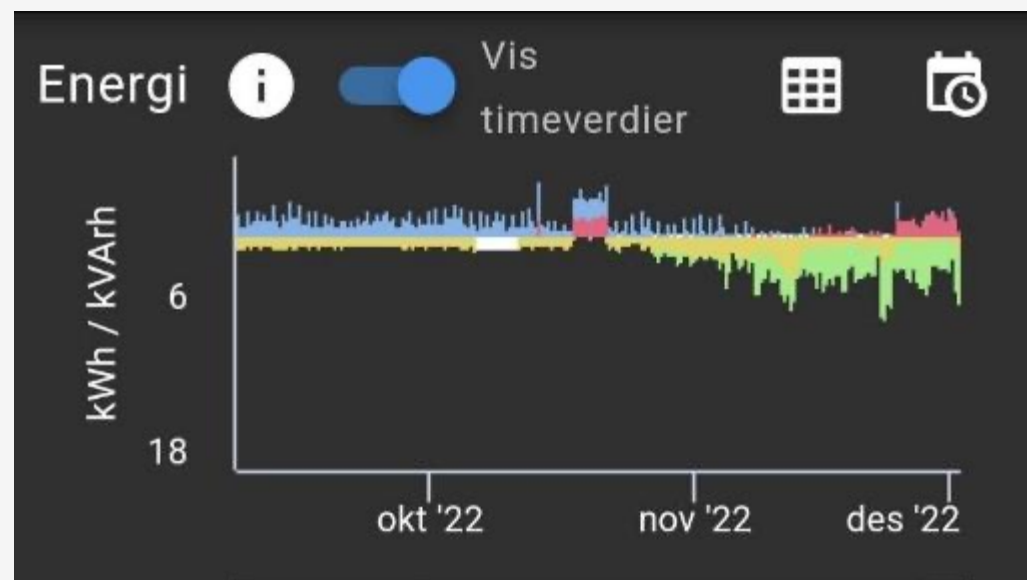 Energi
Vis
timeverdier
kWh / kVArh
6
18
okt '22
nov '22
des '22